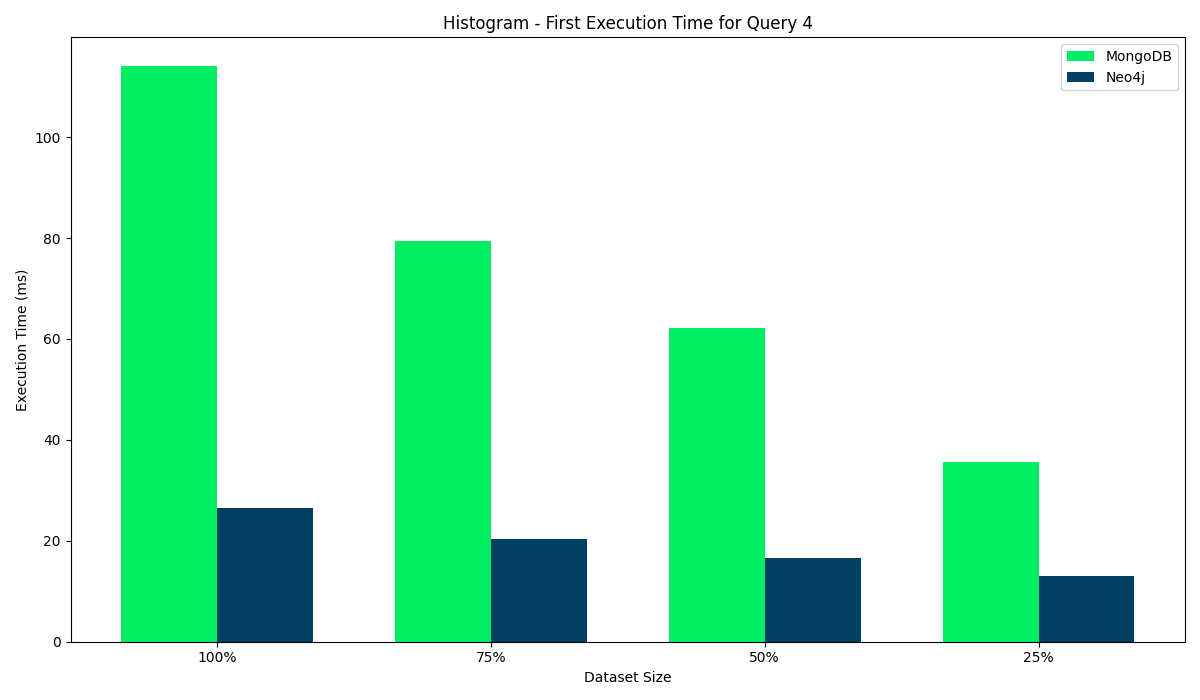 Histogram - First Execution Time for Query 4
MongoDB
Neo4j
Execution Time (ms)
100
80
60
40
20
0
100%
75%
50%
25%
Dataset Size